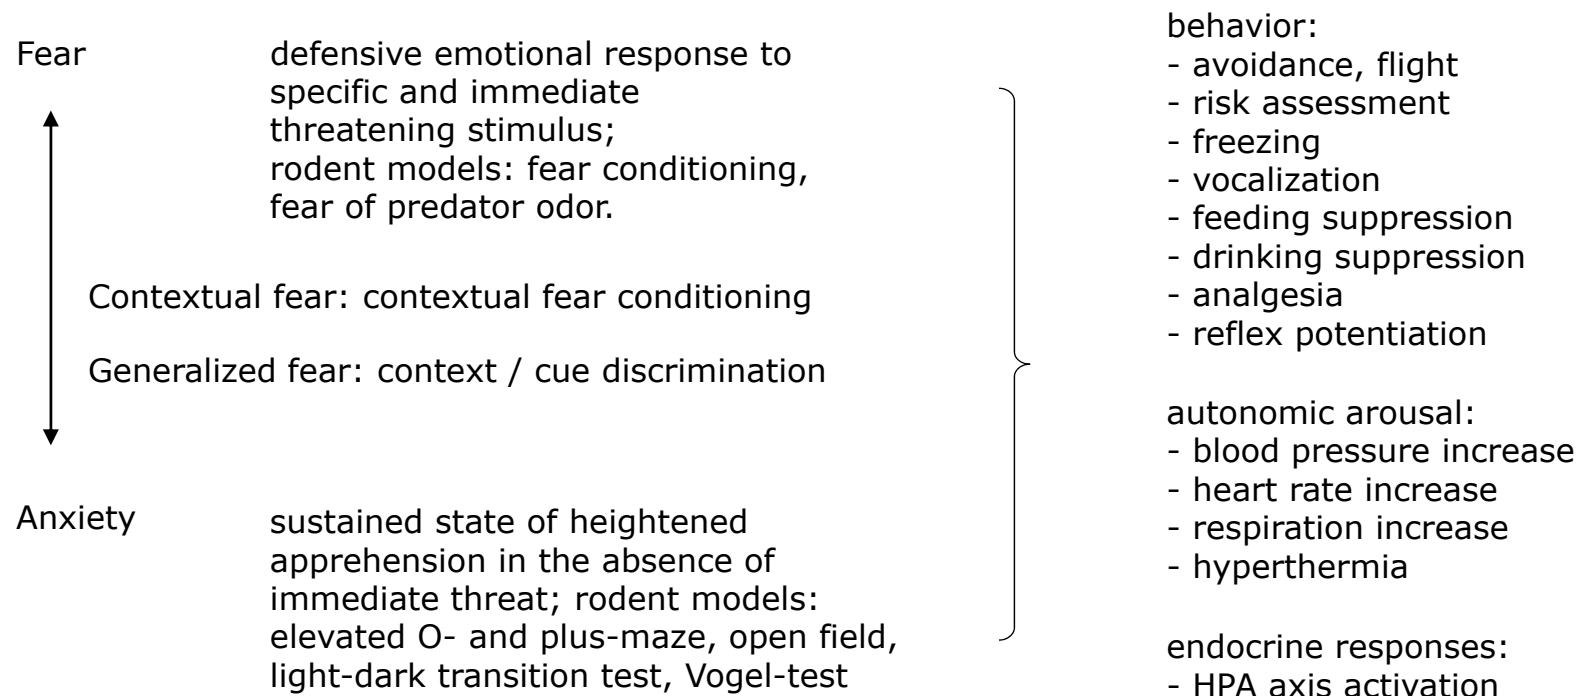 Fear
defensive emotional response to
specific and immediate
threatening stimulus;
rodent models: fear conditioning,
fear of predator odor.
Contextual fear: contextual fear conditioning
Generalized fear: context / cue discrimination
Anxiety
sustained state of heightened
apprehension in the absence of
immediate threat; rodent models:
elevated O- and plus-maze, open field,
light-dark transition test, Vogel-test
behavior:
- avoidance, flight
- risk assessment
- freezing
- vocalization
- feeding suppression
- drinking suppression
- analgesia
- reflex potentiation
autonomic arousal:
- blood pressure increase
- heart rate increase
- respiration increase
- hyperthermia
endocrine responses:
- HPA axis activation